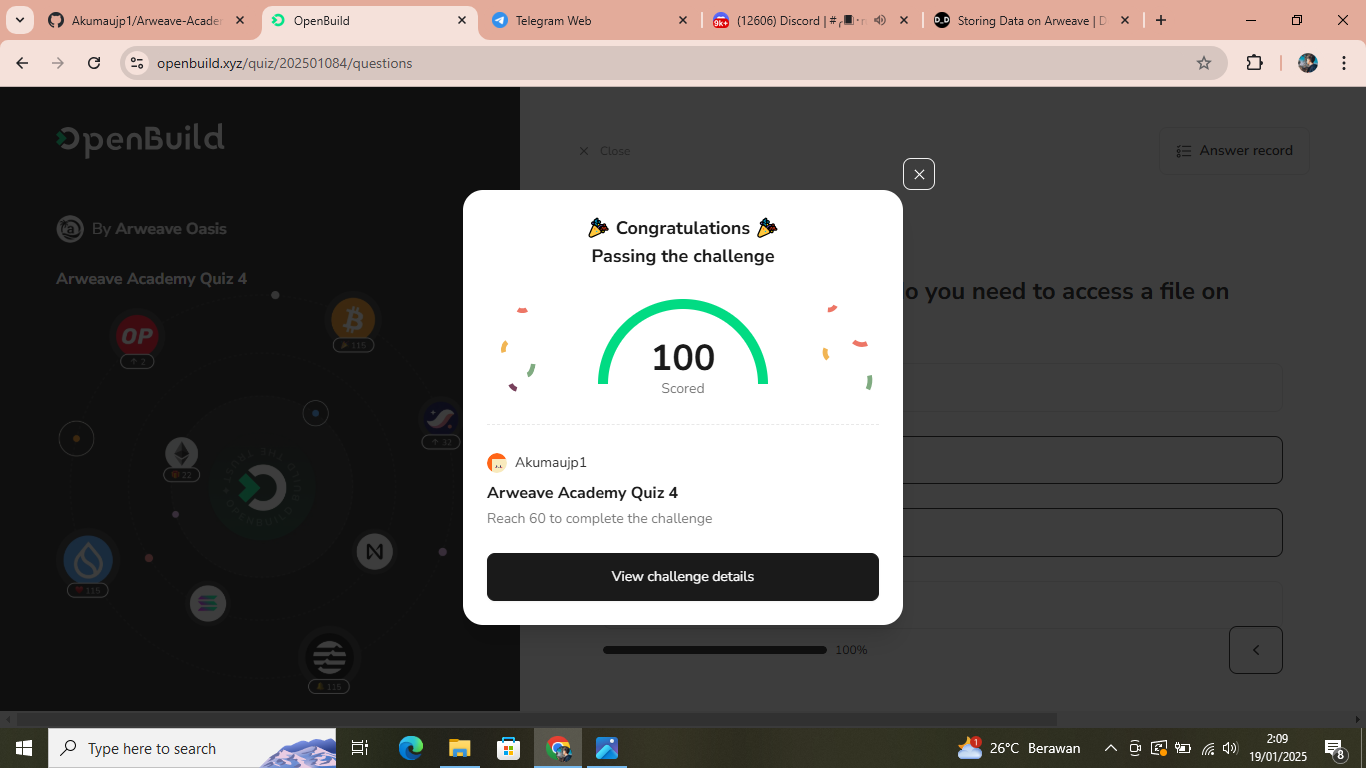 Akumaujp1/Arweave-Acade
OpenBuild
Telegram Web
(12606) Discord | #
Storing Data on Arweave | D
openbuild.xyz/quiz/202501084/questions
OpenBuild
Close
Answer record
By Arweave Oasis
Arweave Academy Quiz 4
o you need to access a file on
Congratulations
Passing the challenge
100
Scored
Akumaujp1
Arweave Academy Quiz 4
Reach 60 to complete the challenge
View challenge details
100%
OP
2
115
32
22
115
115
Type here to search
1
26°C Berawan
2:09
19/01/2025
8